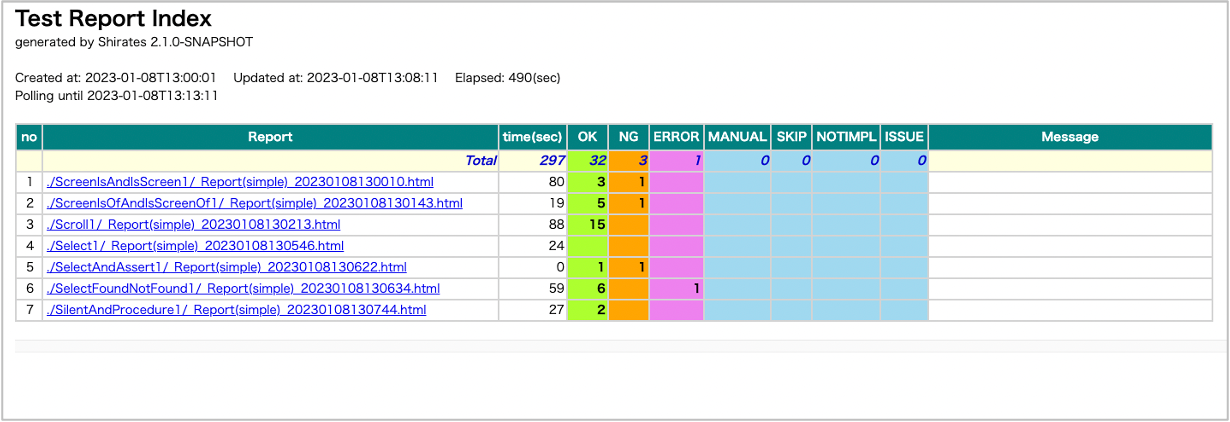 Test Report Index
generated by Shirates 2.1.0-SNAPSHOT
Created at: 2023-01-08T13:00:01 Updated at: 2023-01-08T13:08:11 Elapsed: 490(sec)
Polling until 2023-01-08T13:13:11
no Report time(sec) OK NG ERROR MANUAL SKIP NOTIMPL ISSUE Message
Total 297 32 3 1 0 0 0 0
1 ./ScreenIsAndIsScreen1/_Report(simple)_20230108130010.html 80 3 1
2 ./ScreenIsOfAndIsScreenOf1/_Report(simple)_20230108130143.html 19 5 1
3 ./Scroll1/_Report(simple)_20230108130213.html 88 15
4 ./Select1/_Report(simple)_20230108130546.html 24
5 ./SelectAndAssert1/_Report(simple)_20230108130622.html 0 1 1
6 ./SelectFoundNotFound1/_Report(simple)_20230108130634.html 59 6 1
7 ./SilentAndProcedure1/_Report(simple)_20230108130744.html 27 2